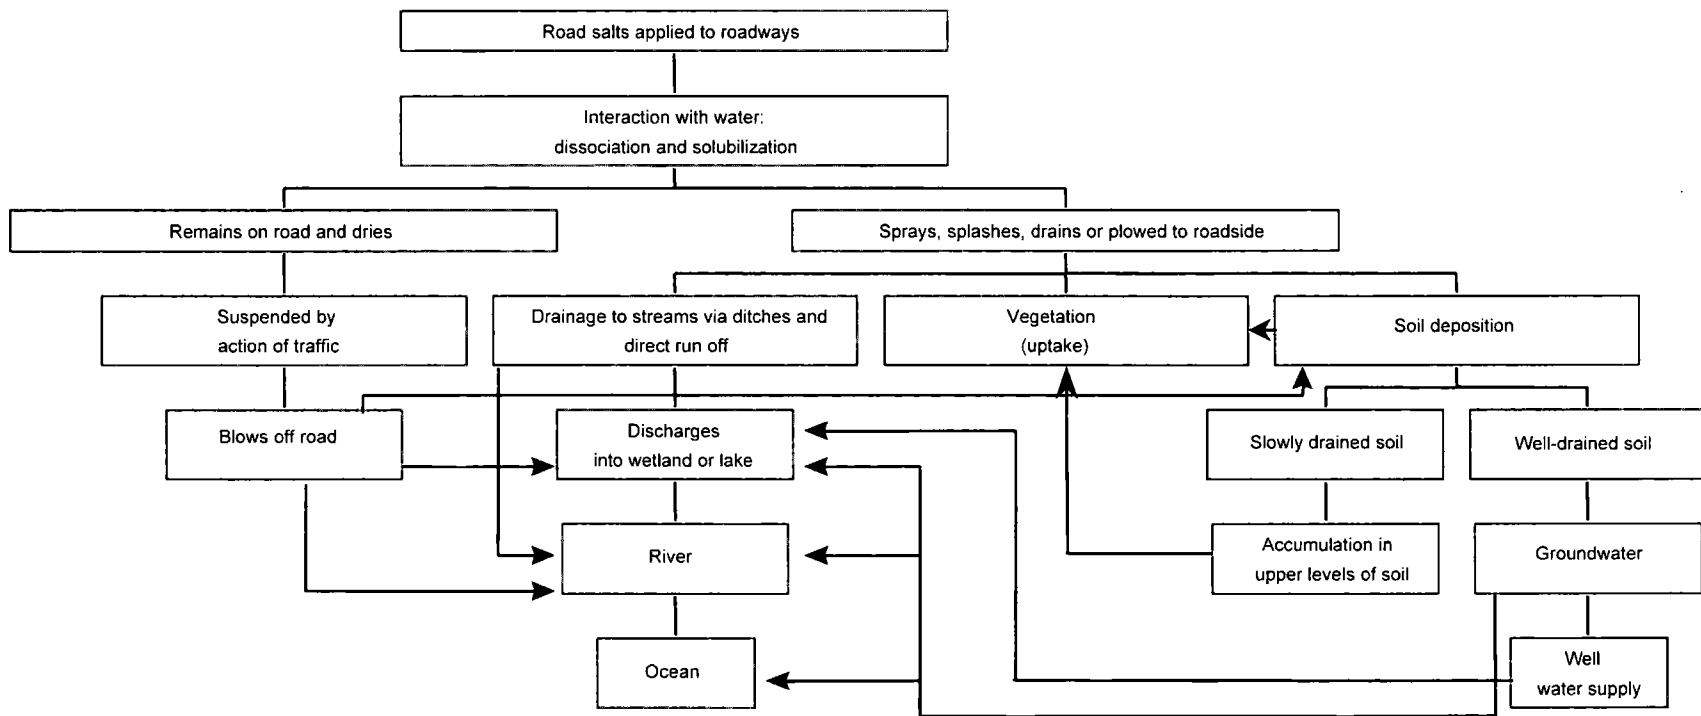 Road salts applied to roadways
Interaction with water:
dissociation and solubilization
Remains on road and dries
Sprays, splashes, drains or plowed to roadside
Suspended by
action of traffic
Drainage to streams via ditches and
direct run off
Vegetation
(uptake)
Soil deposition
Blows off road
Discharges
into wetland or lake
Slowly drained soil
Well-drained soil
River
Accumulation in
upper levels of soil
Groundwater
Ocean
Well
water supply